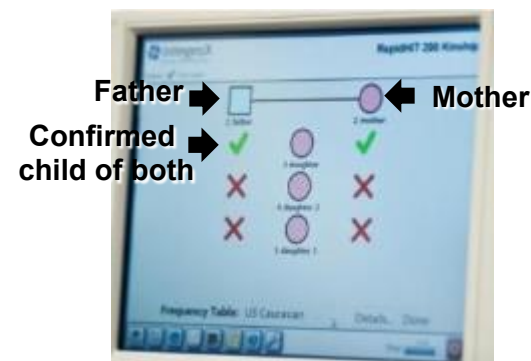 IntegenX
RapidHIT 200 Kinship
Father
Mother
1 father
2 mother
Confirmed
child of both
3 daughter
4 daughter 2
5 daughter 3
Frequency Table: US Caucasian
Details... Done